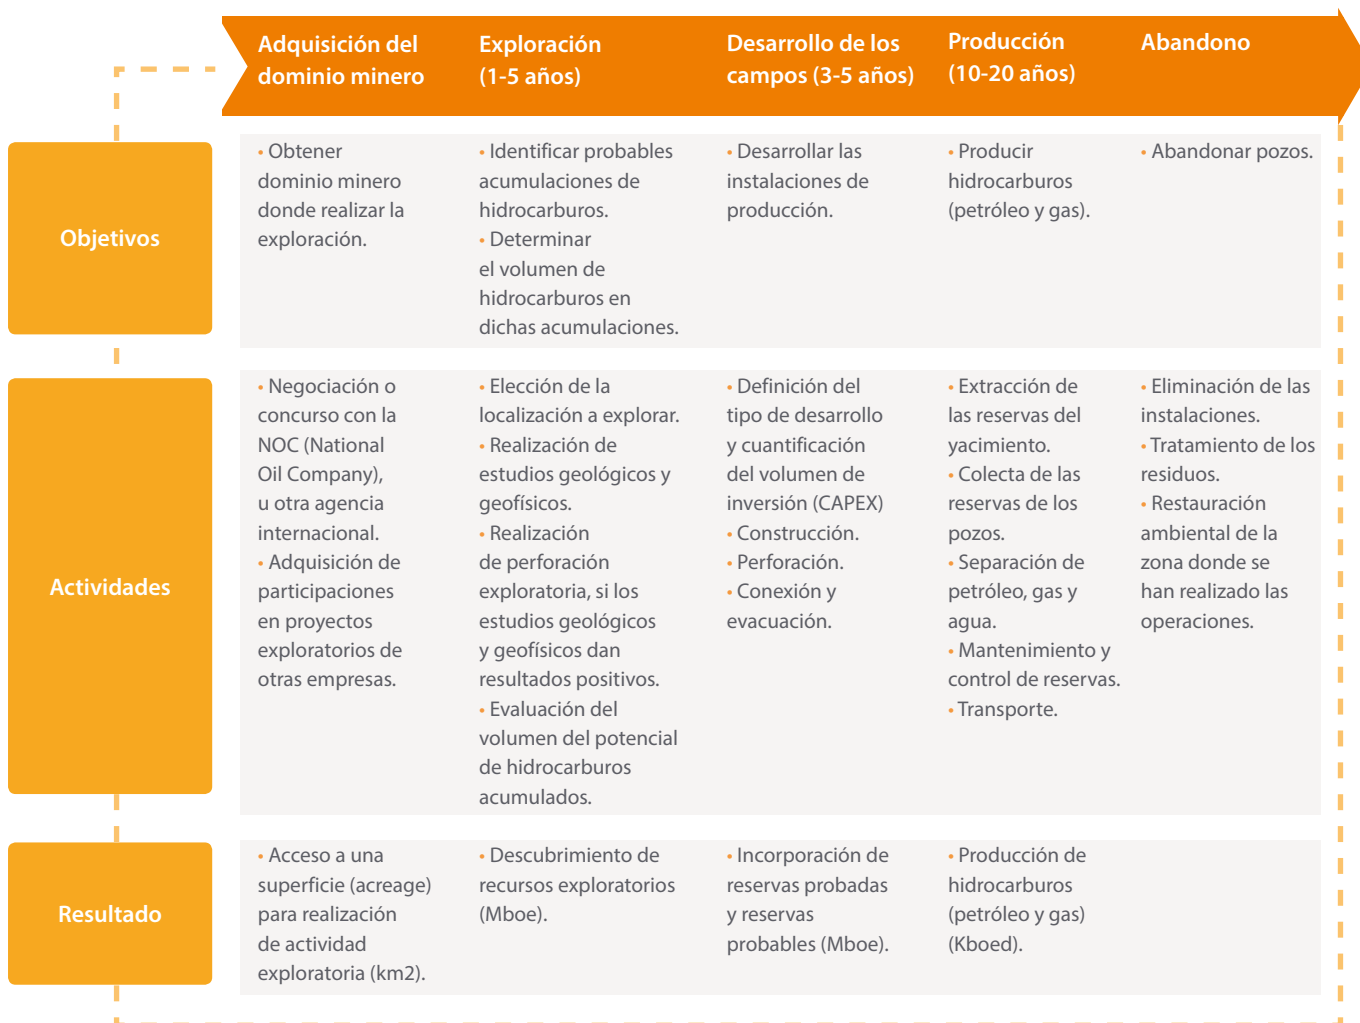 Adquisición del
dominio minero
Exploración
(1-5 años)
Desarrollo de los
campos (3-5 años)
Producción
(10-20 años)
Abandono
Objetivos
• Obtener
dominio minero
donde realizar la
exploración.
• Identificar probables
acumulaciones de
hidrocarburos.
• Determinar
el volumen de
hidrocarburos en
dichas acumulaciones.
• Desarrollar las
instalaciones de
producción.
• Producir
hidrocarburos
(petróleo y gas).
• Abandonar pozos.
Actividades
• Negociación o
concurso con la
NOC (National
Oil Company),
u otra agencia
internacional.
• Adquisición de
participaciones
en proyectos
exploratorios de
otras empresas.
• Elección de la
localización a explorar.
• Realización de
estudios geológicos y
geofísicos.
• Realización
de perforación
exploratoria, si los
estudios geológicos
y geofísicos dan
resultados positivos.
• Evaluación del
volumen del potencial
de hidrocarburos
acumulados.
• Definición del
tipo de desarrollo
y cuantificación
del volumen de
inversión (CAPEX)
• Construcción.
• Perforación.
• Conexión y
evacuación.
• Extracción de
las reservas del
yacimiento.
• Colecta de las
reservas de los
pozos.
• Separación de
petróleo, gas y
agua.
• Mantenimiento y
control de reservas.
• Transporte.
• Eliminación de las
instalaciones.
• Tratamiento de los
residuos.
• Restauración
ambiental de la
zona donde se
han realizado las
operaciones.
Resultado
• Acceso a una
superficie (acreage)
para realización
de actividad
exploratoria (km2).
• Descubrimiento de
recursos exploratorios
(Mboe).
• Incorporación de
reservas probadas
y reservas
probables (Mboe).
• Producción de
hidrocarburos
(petróleo y gas)
(Kboed).